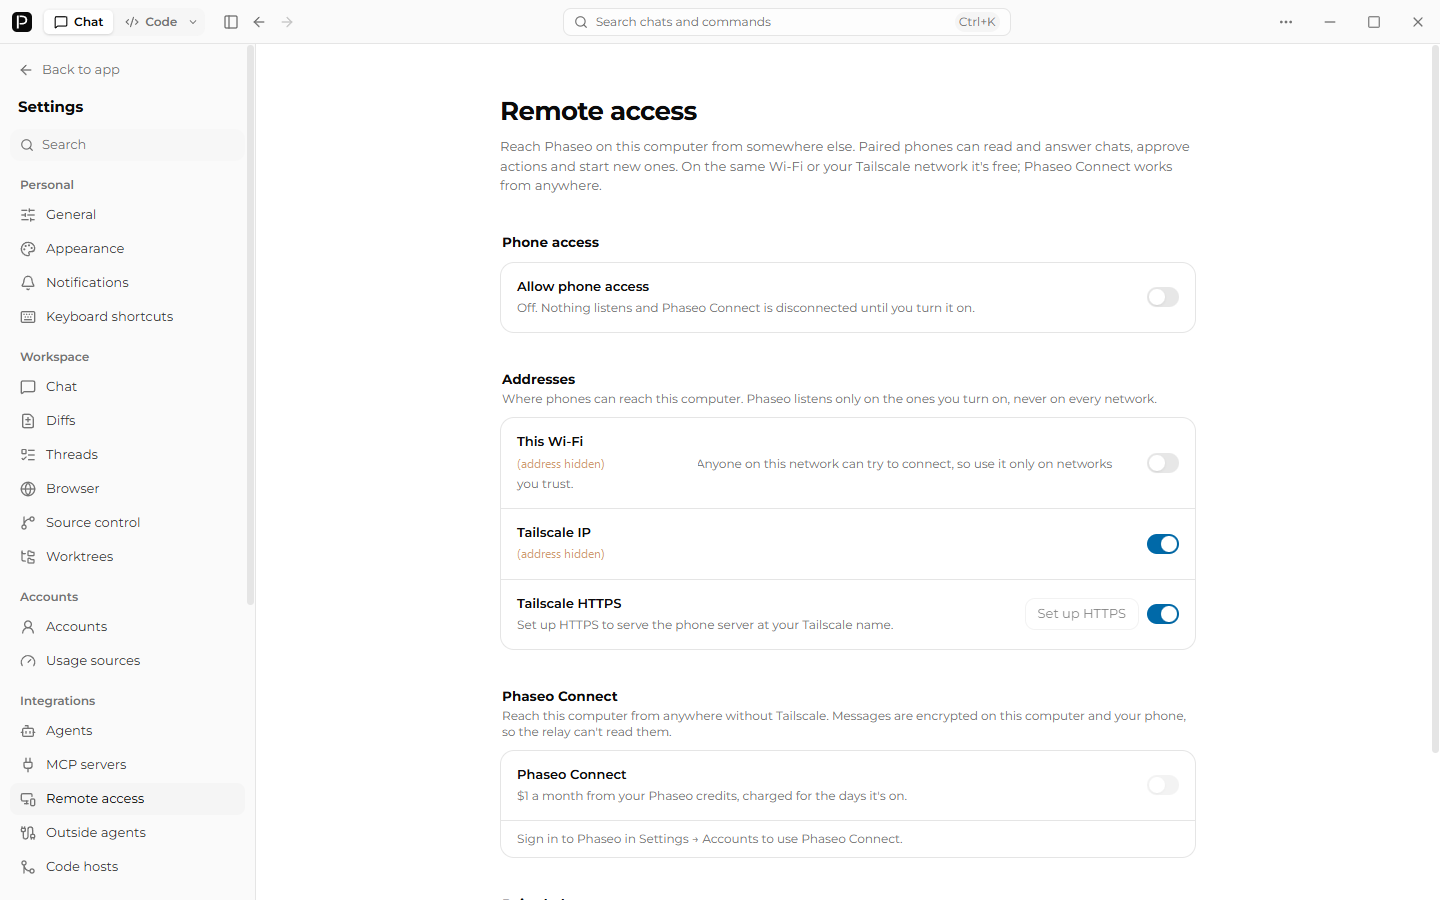 P
Chat
Code
Search chats and commands
Ctrl+K
Back to app
Settings
Search
Personal
General
Appearance
Notifications
Keyboard shortcuts
Workspace
Chat
Diffs
Threads
Browser
Source control
Worktrees
Accounts
Accounts
Usage sources
Integrations
Agents
MCP servers
Remote access
Outside agents
Code hosts
Remote access
Reach Phaseo on this computer from somewhere else. Paired phones can read and answer chats, approve
actions and start new ones. On the same Wi-Fi or your Tailscale network it's free; Phaseo Connect works
from anywhere.
Phone access
Allow phone access
Off. Nothing listens and Phaseo Connect is disconnected until you turn it on.
Addresses
Where phones can reach this computer. Phaseo listens only on the ones you turn on, never on every network.
This Wi-Fi
(address hidden) Anyone on this network can try to connect, so use it only on networks
you trust.
Tailscale IP
(address hidden)
Tailscale HTTPS
Set up HTTPS to serve the phone server at your Tailscale name.
Set up HTTPS
Phaseo Connect
Reach this computer from anywhere without Tailscale. Messages are encrypted on this computer and your phone,
so the relay can't read them.
Phaseo Connect
$1 a month from your Phaseo credits, charged for the days it's on.
Sign in to Phaseo in Settings → Accounts to use Phaseo Connect.